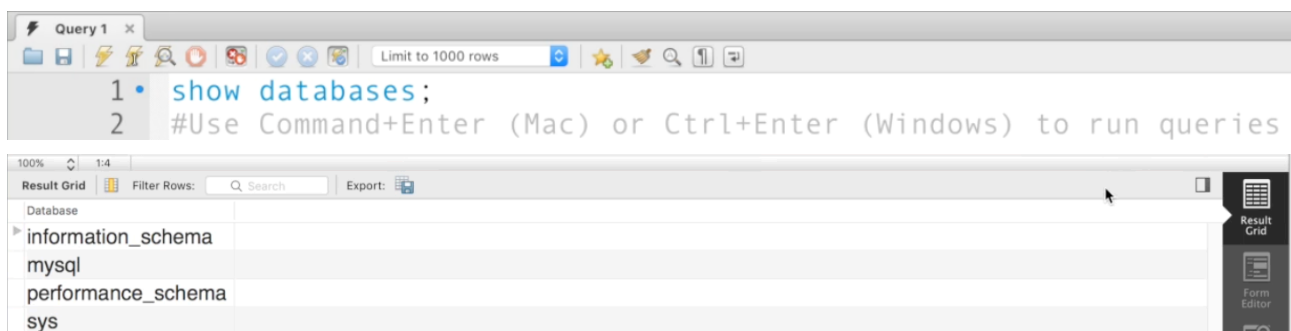 Query 1
Limit to 1000 rows
1 show databases;
2 #Use Command+Enter (Mac) or Ctrl+Enter (Windows) to run queries
100% 1:4
Result Grid Filter Rows: Search Export:
Database
information_schema
mysql
performance_schema
sys
Result
Grid
Form
Editor